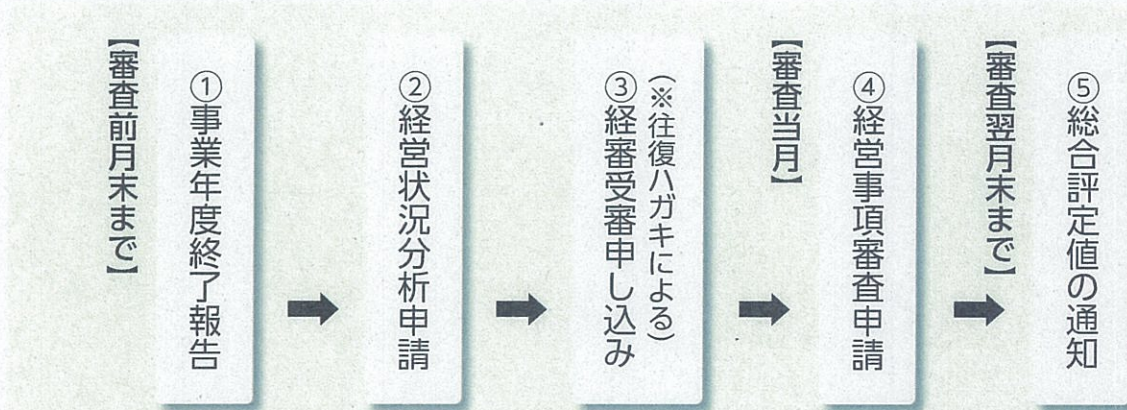 【審査前月末まで】
①事業年度終了報告
②経営状況分析申請
③経審受審申し込み
(※往復ハガキによる)
【審査当月】
④経営事項審査申請
【審査翌月末まで】
⑤総合評定値の通知